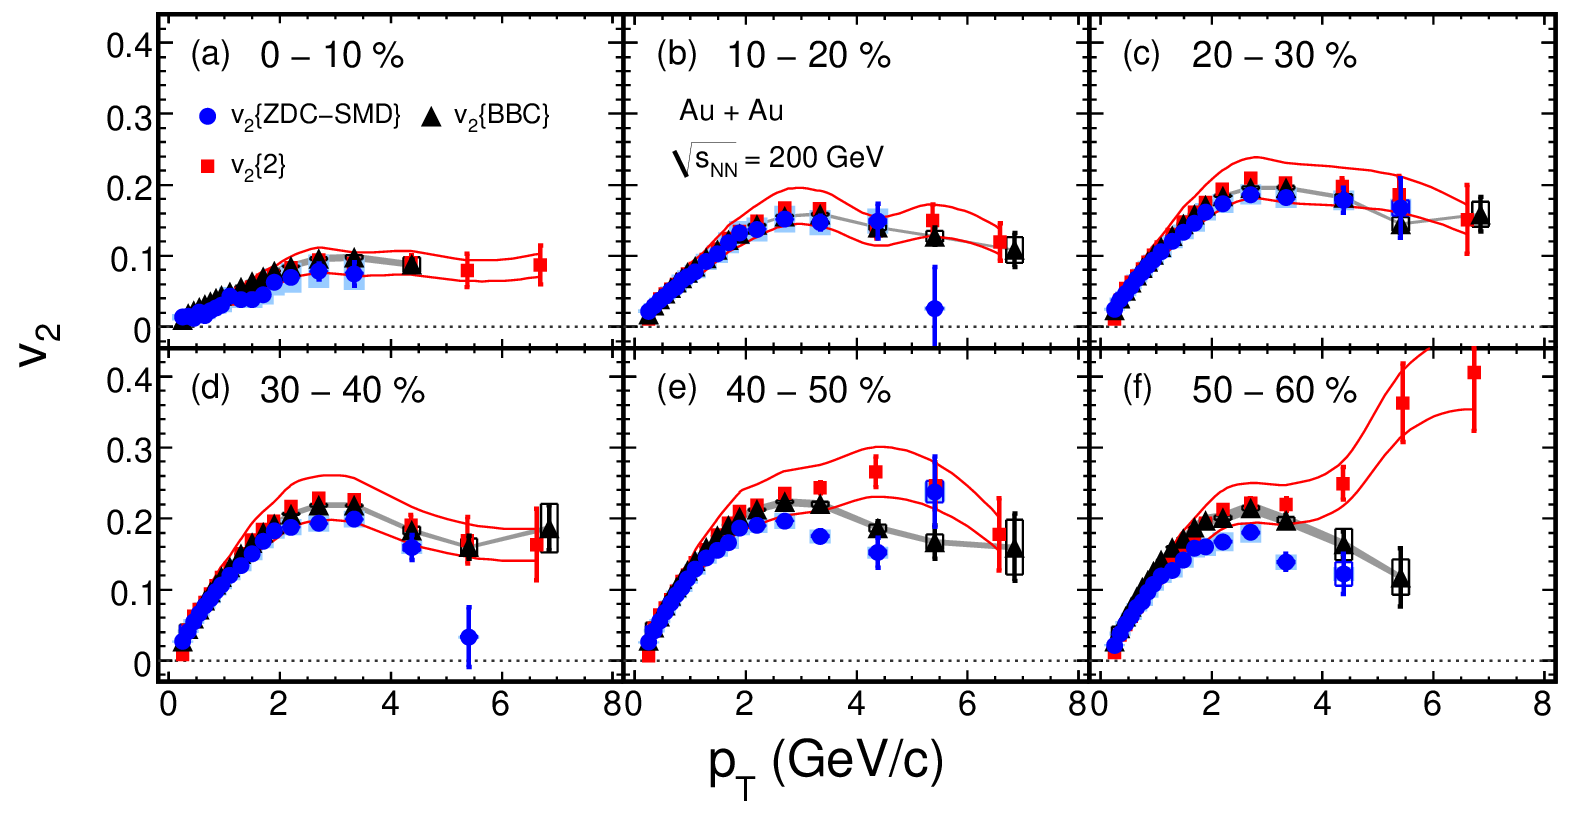 (a) 0 – 10 %
(b) 10 – 20 %
(c) 20 – 30 %
v2{ZDC–SMD} v2{BBC}
v2{2}
Au + Au
√sNN = 200 GeV
0.4
0.3
0.2
0.1
0
v2
(d) 30 – 40 %
(e) 40 – 50 %
(f) 50 – 60 %
0.4
0.3
0.2
0.1
0
0 2 4 6 8
0 2 4 6 8
0 2 4 6 8
pT (GeV/c)